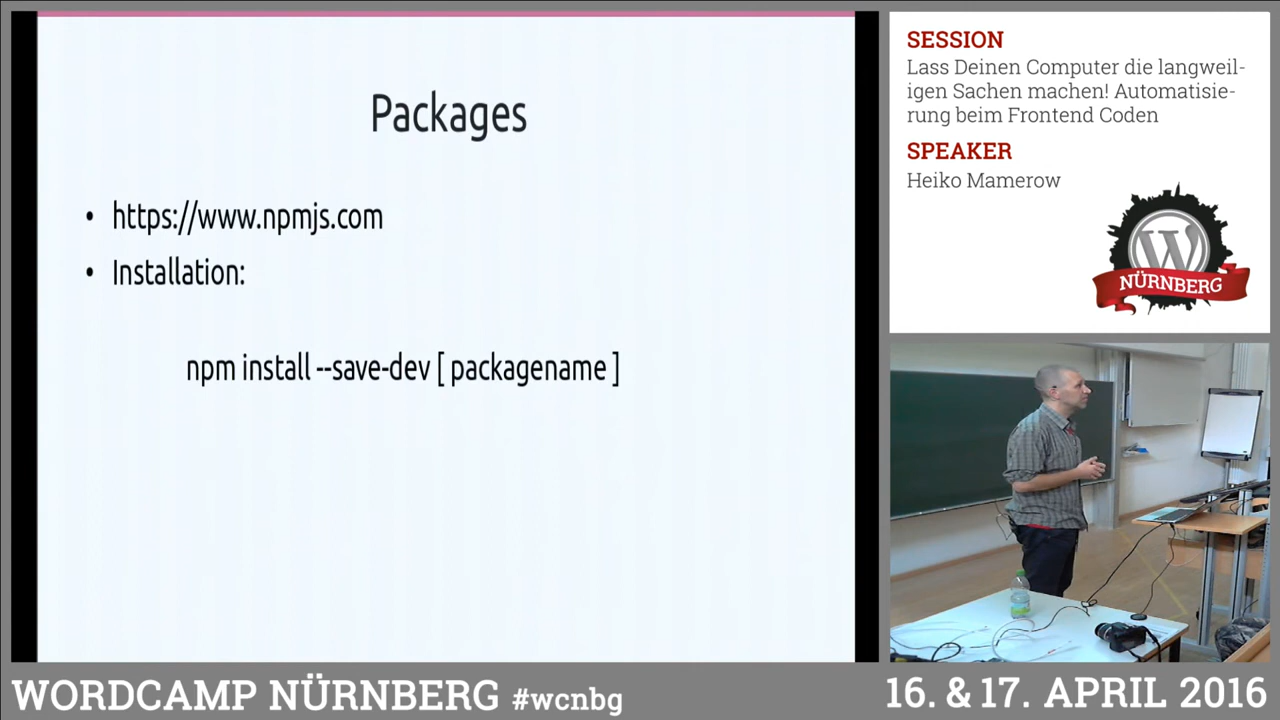 Packages
• https://www.npmjs.com
• Installation:
npm install --save-dev [ packagename ]
SESSION
Lass Deinen Computer die langweil-
igen Sachen machen! Automatisie-
rung beim Frontend Coden
SPEAKER
Heiko Mamerow
W
NÜRNBERG
WORDCAMP NÜRNBERG #wcnbg
16. & 17. APRIL 2016